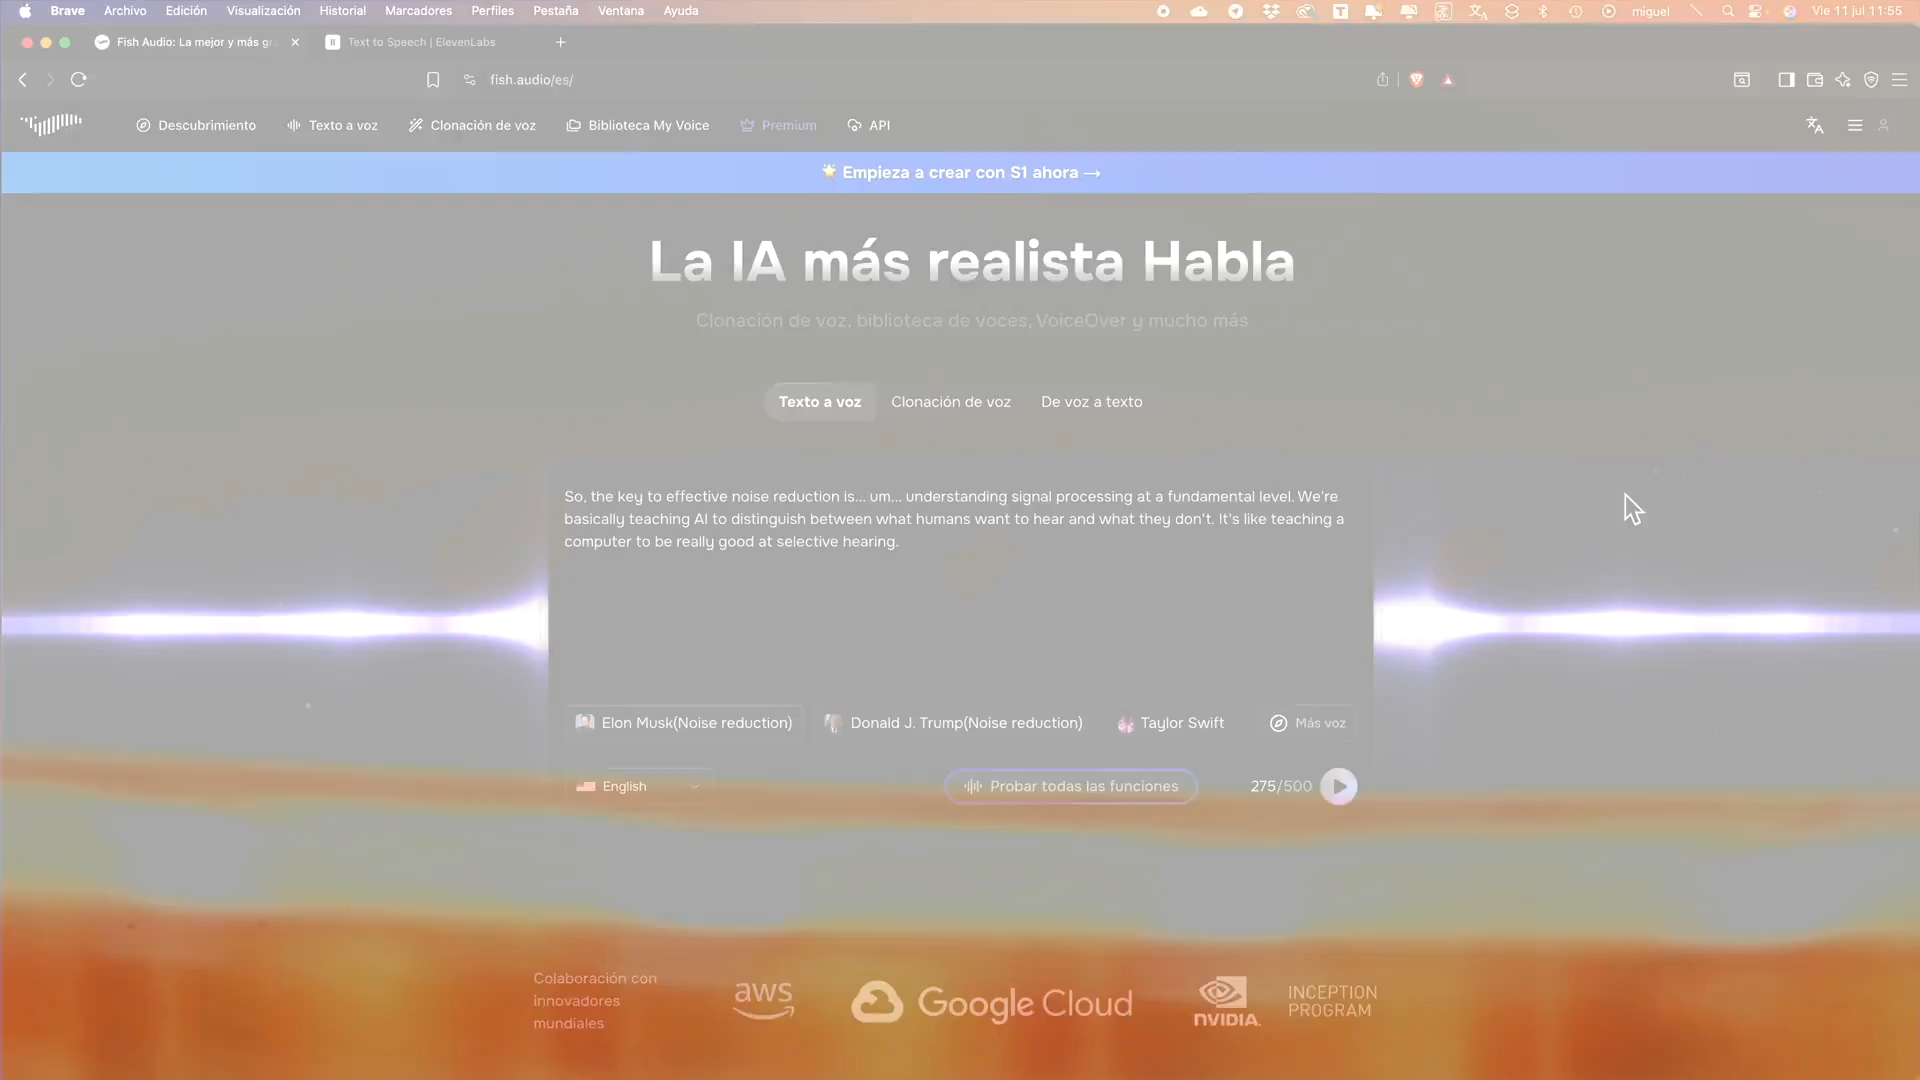 Brave Archivo Edición Visualización Historial Marcadores Perfiles Pestaña Ventana Ayuda miguel Vie 11 jul 11:55
Fish Audio: La mejor y más gr Text to Speech | ElevenLabs
fish.audio/es/
Descubrimiento Texto a voz Clonación de voz Biblioteca My Voice Premium API
Empieza a crear con S1 ahora →
La IA más realista Habla
Clonación de voz, biblioteca de voces, VoiceOver y mucho más
Texto a voz Clonación de voz De voz a texto
So, the key to effective noise reduction is... um... understanding signal processing at a fundamental level. We're
basically teaching AI to distinguish between what humans want to hear and what they don't. It's like teaching a
computer to be really good at selective hearing.
Elon Musk(Noise reduction) Donald J. Trump(Noise reduction) Taylor Swift Más voz
English Probar todas las funciones 275/500
Colaboración con
innovadores
mundiales
aws
Google Cloud
NVIDIA.
INCEPTION
PROGRAM